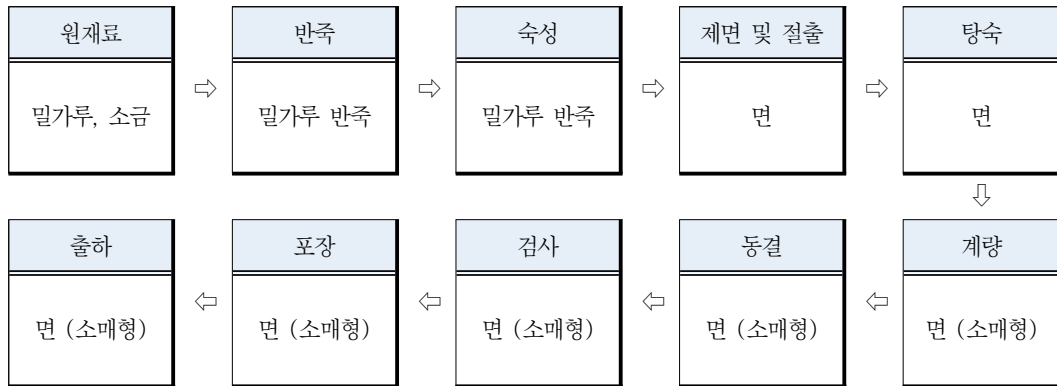 원재료
반죽
숙성
제면 및 절출
탕숙
밀가루, 소금
밀가루 반죽
밀가루 반죽
면
면
출하
포장
검사
동결
계량
면 (소매형)
면 (소매형)
면 (소매형)
면 (소매형)
면 (소매형)